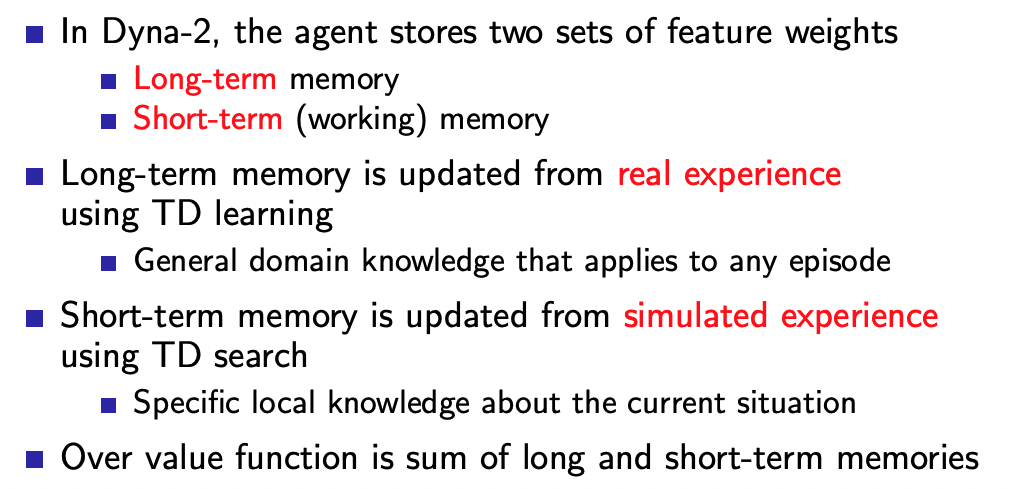 In Dyna-2, the agent stores two sets of feature weights
Long-term memory
Short-term (working) memory
Long-term memory is updated from real experience
using TD learning
General domain knowledge that applies to any episode
Short-term memory is updated from simulated experience
using TD search
Specific local knowledge about the current situation
Over value function is sum of long and short-term memories